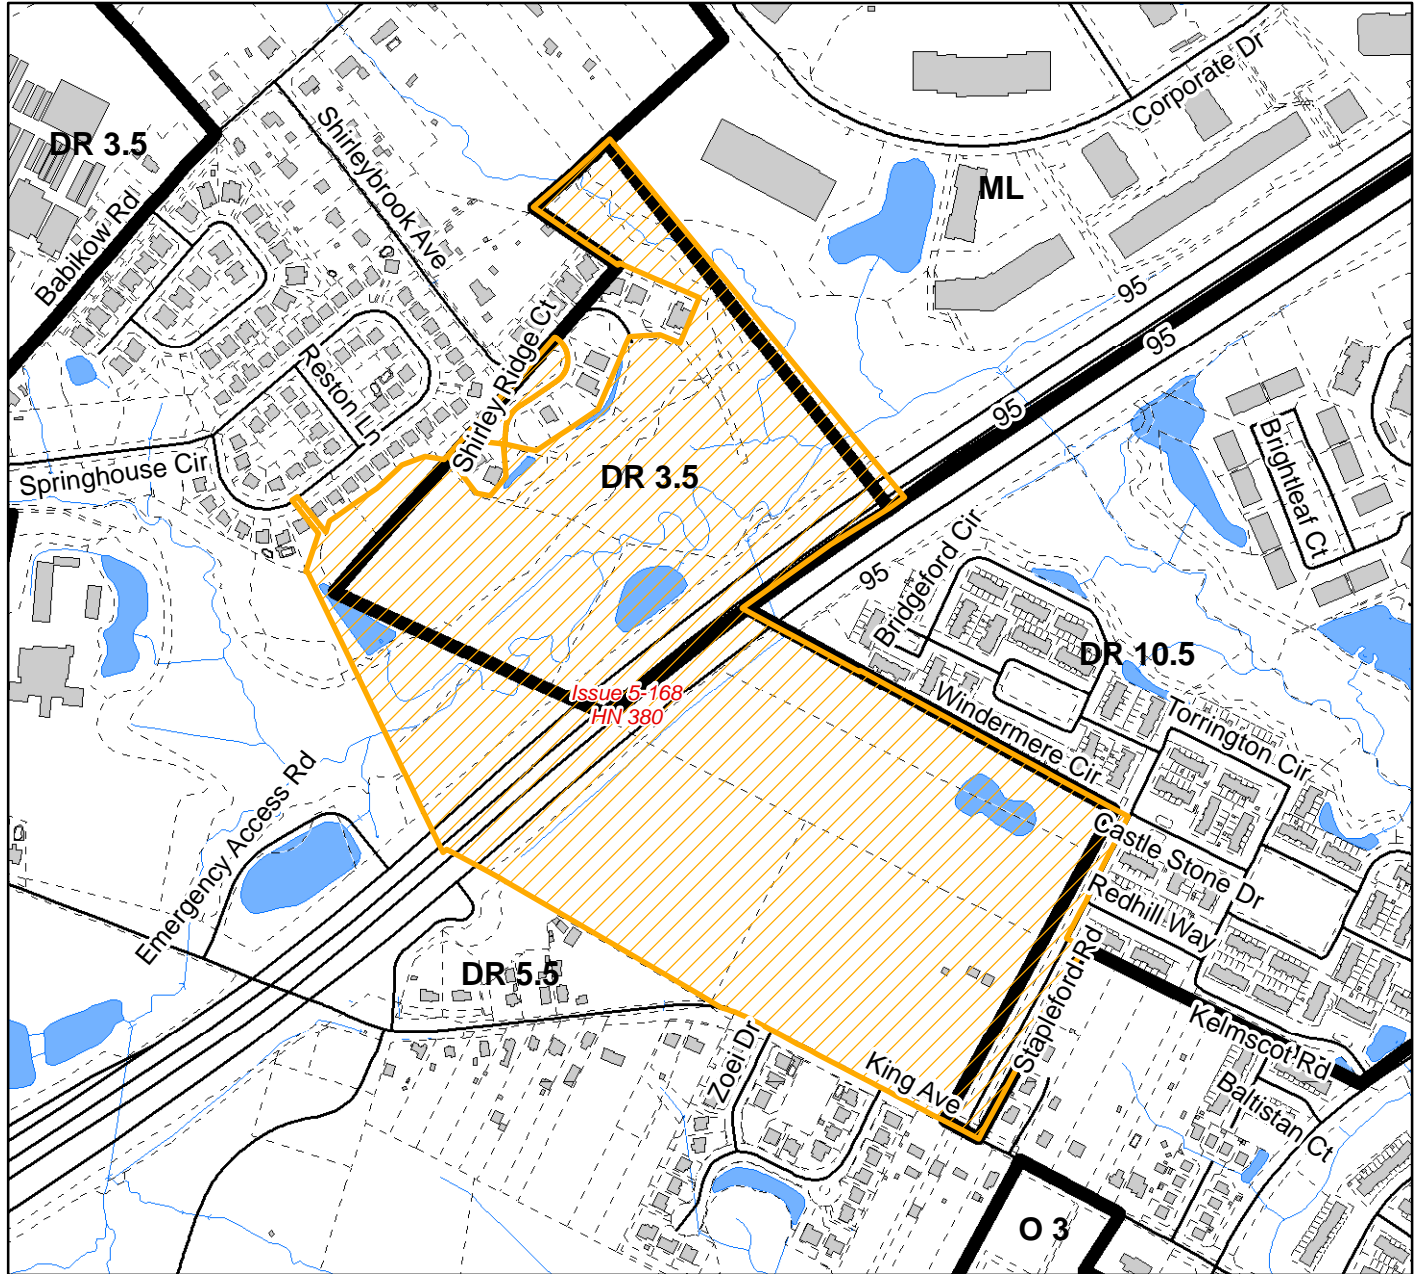 Corporate Dr
DR 3.5
Shirleybrook Ave
ML
Babikow Rd
95
95
Shirley Ridge Ct
Reston Ln
95
Springhouse Cir
DR 3.5
Brightleaf Ct
95
Bridgeford Cir
DR 10.5
Issue 5-168
HN 380
Windermere Cir
Torrington Cir
Emergency Access Rd
Castle Stone Dr
Redhill Way
DR 5.5
Stapleford Rd
Kelmscot Rd
Zoei Dr
King Ave
Baltistan Ct
O 3